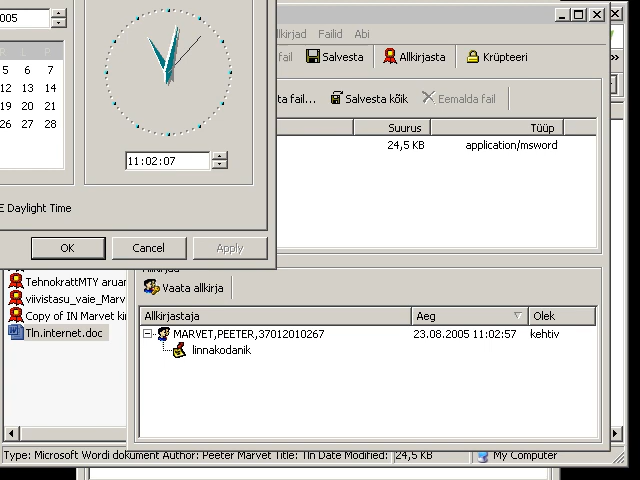 005
R L P
5 6 7
12 13 14
19 20 21
26 27 28
11:02:07
E Daylight Time
OK Cancel Apply
Allkirjad Failid Abi
fail Salvesta Allkirjasta Krüpteeri »
ta fail... Salvesta kõik Eemalda fail
Suurus Tüüp
24,5 KB application/msword
Allkirjad
Vaata allkirja
Allkirjastaja Aeg Olek
MARVET,PEETER,37012010267 23.08.2005 11:02:57 kehtiv
linnakodanik
TehnokrattMTY aruar
viivistasu_vaie_Marv
Copy of IN Marvet kir
Tln.internet.doc
Type: Microsoft Wordi dokument Author: Peeter Marvet Title: Tln Date Modified: 24,5 KB My Computer